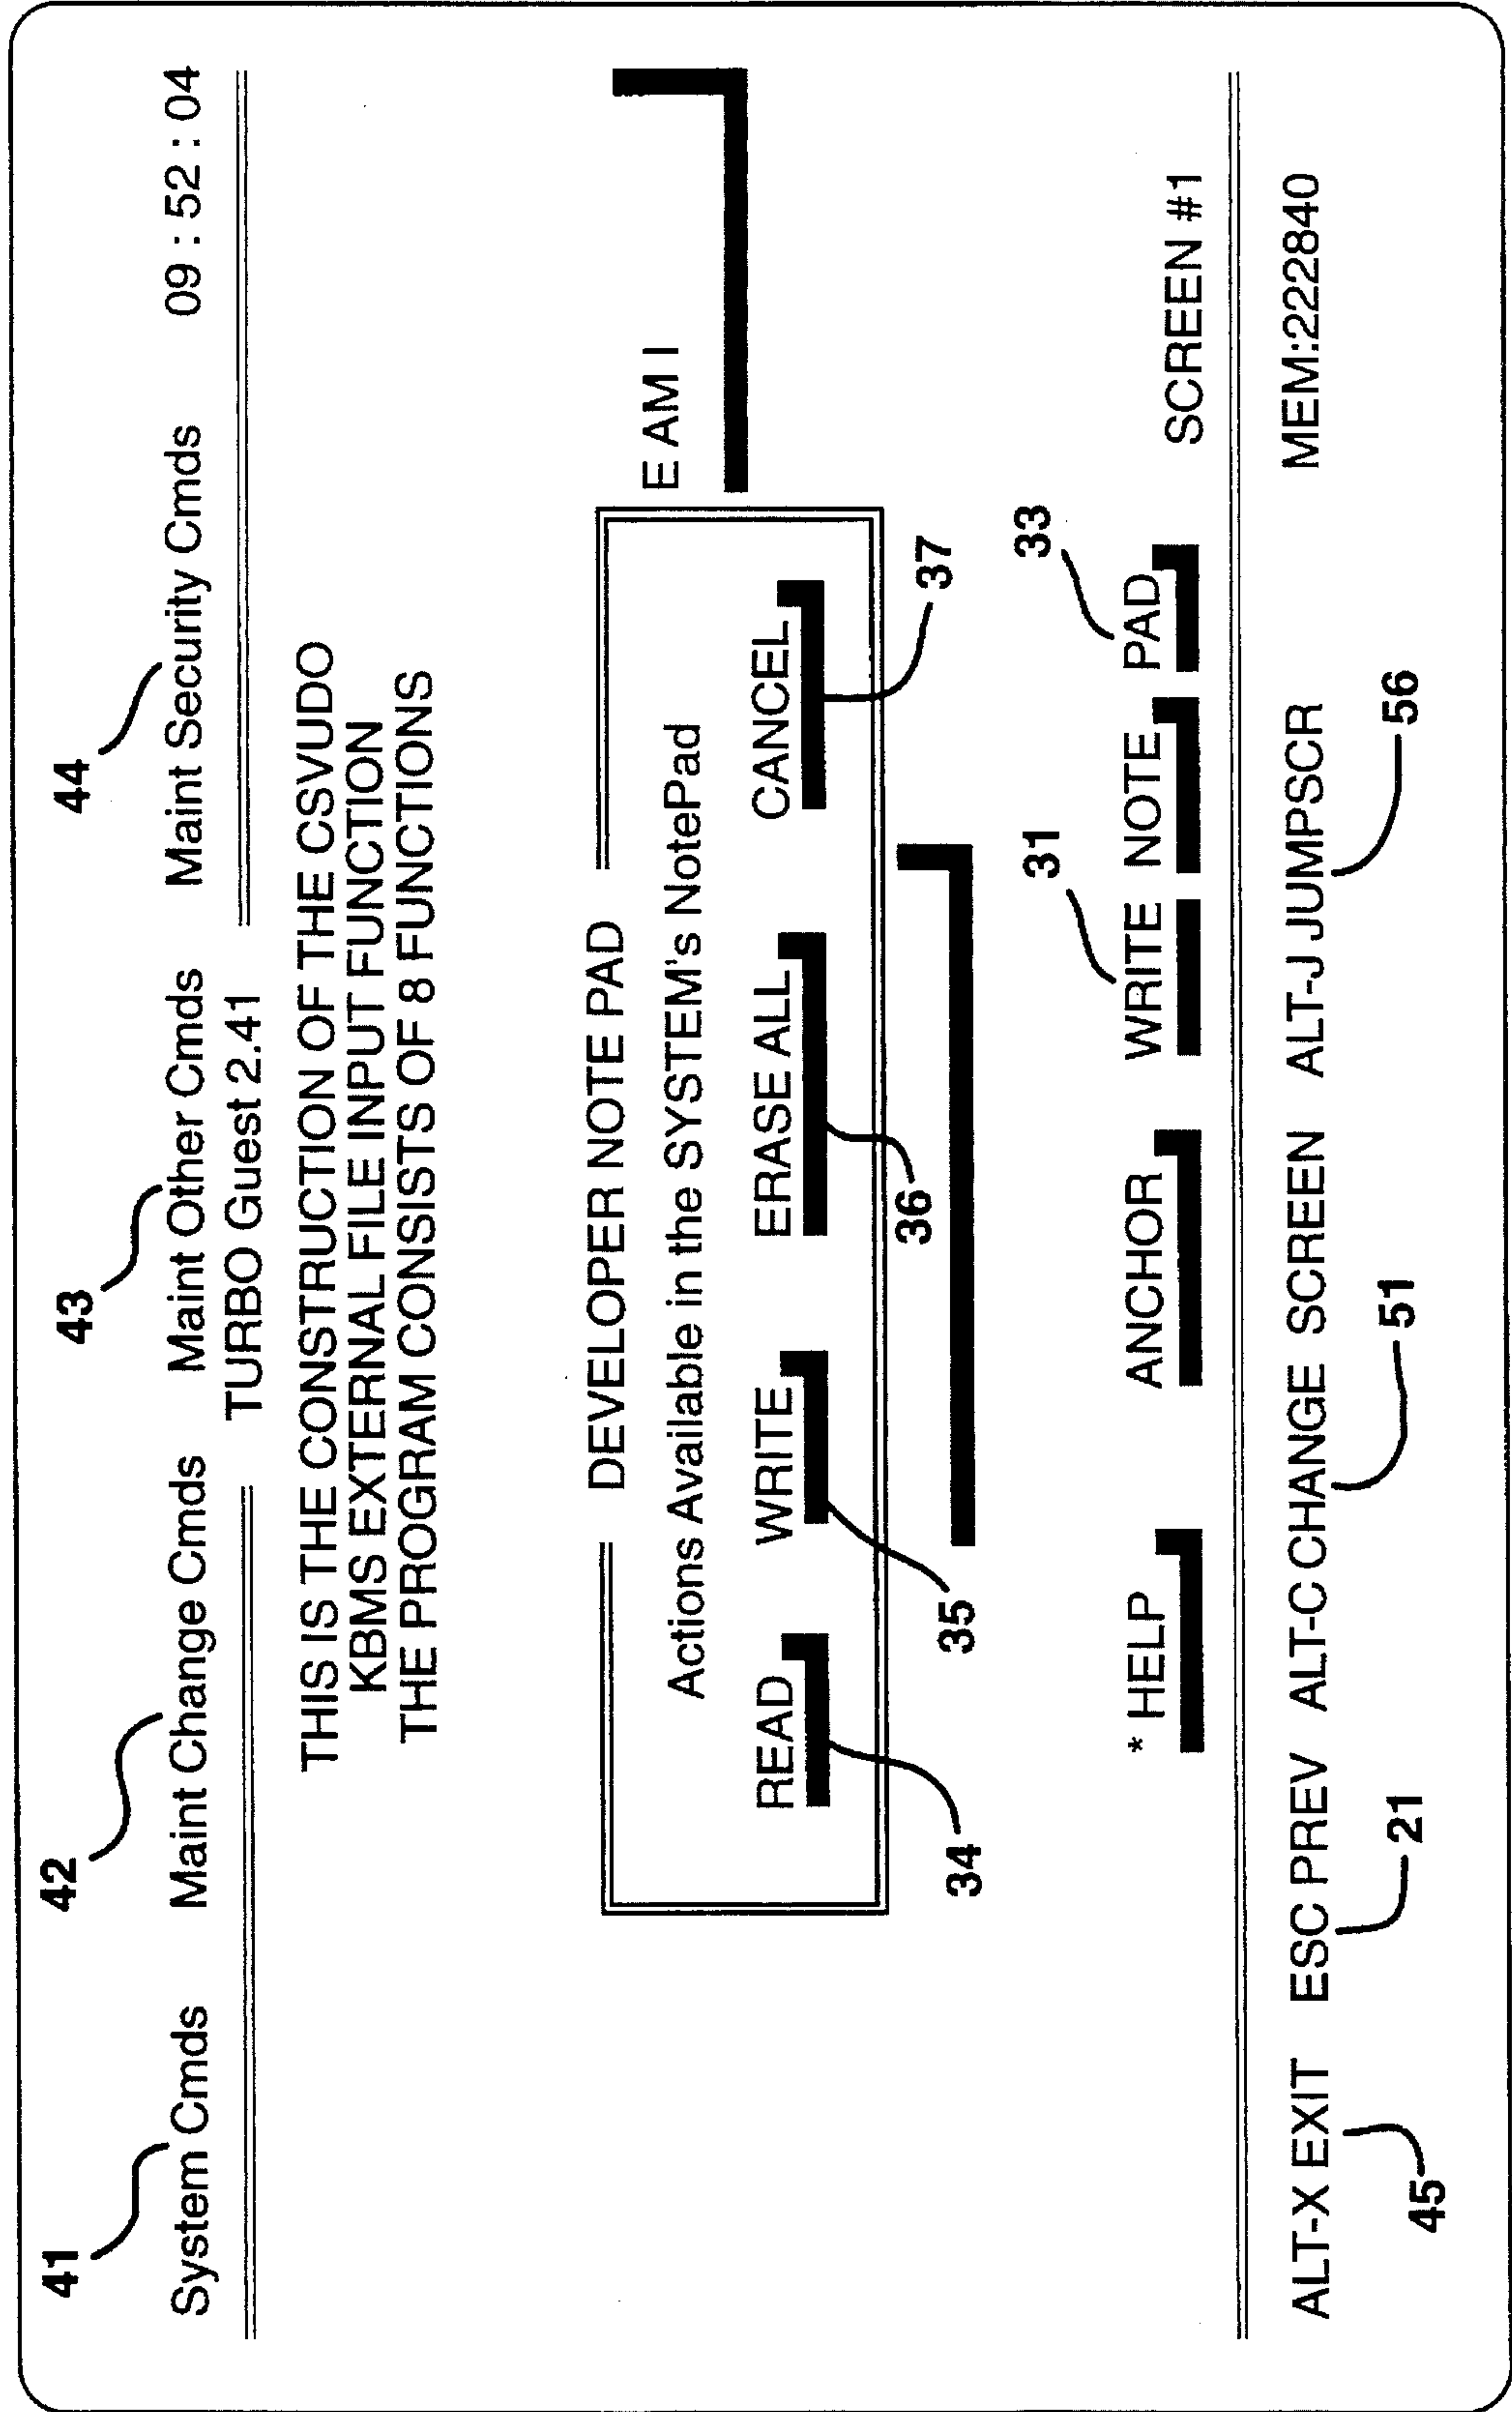 41 42 43 44
System Cmds Maint Change Cmds Maint Other Cmds Maint Security Cmds 09 : 52 : 04
TURBO Guest 2.41
THIS IS THE CONSTRUCTION OF THE CSVUDO
KBMS EXTERNAL FILE INPUT FUNCTION
THE PROGRAM CONSISTS OF 8 FUNCTIONS
DEVELOPER NOTE PAD
E AM I
Actions Available in the SYSTEM's NotePad
READ WRITE ERASE ALL CANCEL
34 35 36 37
31 33
* HELP ANCHOR WRITE NOTE PAD
SCREEN #1
ALT-X EXIT ESC PREV ALT-C CHANGE SCREEN ALT-J JUMPSCR MEM:222840
45 21 51 56